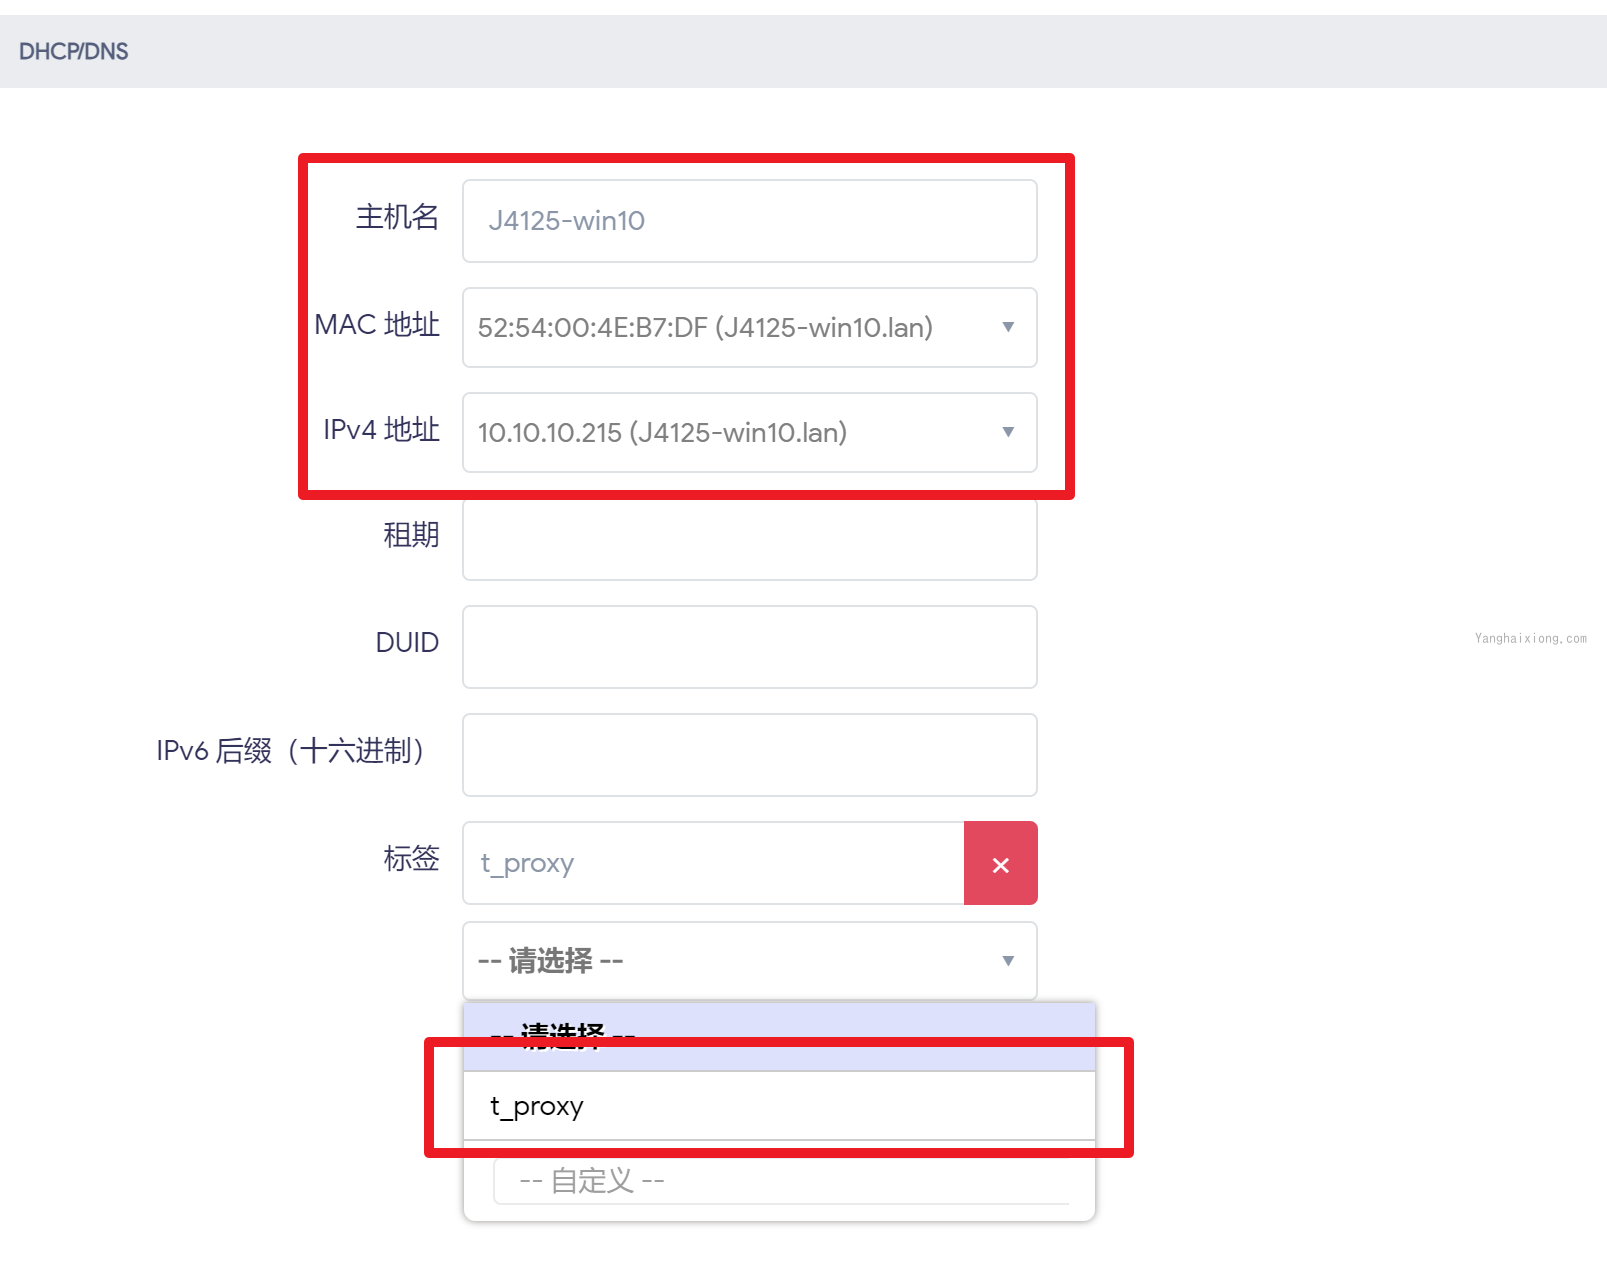 DHCP/DNS
主机名
J4125-win10
MAC 地址
52:54:00:4E:B7:DF (J4125-win10.lan)
IPv4 地址
10.10.10.215 (J4125-win10.lan)
租期
DUID
Yanghaixiong.com
IPv6 后缀（十六进制）
标签
t_proxy
×
-- 请选择 --
-- 请选择 --
t_proxy
-- 自定义 --